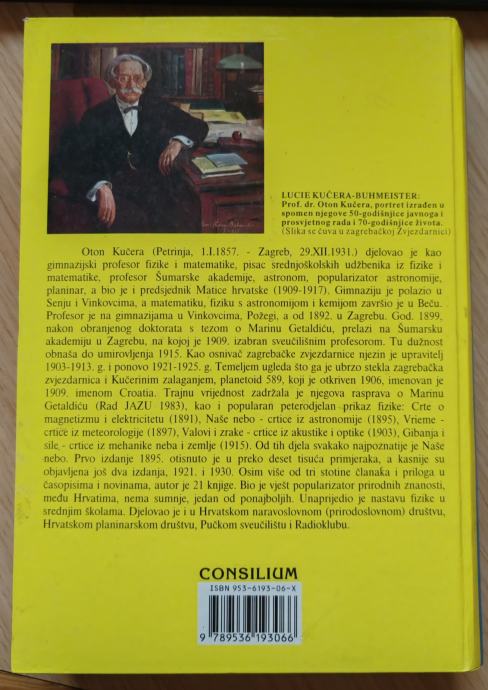 LUCIE KUČERA-BUHMEISTER:
Prof. dr. Oton Kučera, portret izrađen u
spomen njegove 50-godišnjice javnoga i
prosvjetnog rada i 70-godišnjice života.
(Slika se čuva u zagrebačkoj Zvjezdarnici)
Oton Kučera (Petrinja, 1.I.1857. - Zagreb, 29.XII.1931.) djelovao je kao
gimnazijski profesor fizike i matematike, pisac srednjoškolskih udžbenika iz fizike i
matematike, profesor Šumarske akademije, astronom, popularizator astronomije,
planinar, a bio je i predsjednik Matice hrvatske (1909-1917). Gimnaziju je polazio u
Senju i Vinkovcima, a matematiku, fiziku s astronomijom i kemijom završio je u Beču.
Profesor je na gimnazijama u Vinkovcima, Požegi, a od 1892. u Zagrebu. God. 1899,
nakon obranjenog doktorata s tezom o Marinu Getaldiću, prelazi na Šumarsku
akademiju u Zagrebu, na kojoj je 1909. izabran sveučilišnim profesorom. Tu dužnost
obnaša do umirovljenja 1915. Kao osnivač zagrebačke zvjezdarnice njezin je upravitelj
1903-1913. g. i ponovo 1921-1925. g. Temeljem ugleda što ga je ubrzo stekla zagrebačka
zvjezdarnica i Kučerinim zalaganjem, planetoid 589, koji je otkriven 1906, imenovan je
1909. imenom Croatia. Trajnu vrijednost zadržala je njegova rasprava o Marinu
Getaldiću (Rad JAZU 1983), kao i popularan peterodjelan prikaz fizike: Crte o
magnetizmu i elektricitetu (1891), Naše nebo - crtice iz astronomije (1895), Vrieme -
crtice iz meteorologije (1897), Valovi i zrake - crtice iz akustike i optike (1903), Gibanja i
sile - crtice iz mehanike neba i zemlje (1915). Od tih djela svakako najpoznatije je Naše
nebo. Prvo izdanje 1895. otisnuto je u preko deset tisuća primjeraka, a kasnije su
objavljena još dva izdanja, 1921. i 1930. Osim više od tri stotine članaka i priloga u
časopisima i novinama, autor je 21 knjige. Bio je vješt popularizator prirodnih znanosti,
među Hrvatima, nema sumnje, jedan od ponajboljih. Unaprijedio je nastavu fizike u
srednjim školama. Djelovao je i u Hrvatskom naravoslovnom (prirodoslovnom) društvu,
Hrvatskom planinarskom društvu, Pučkom sveučilištu i Radioklubu.
CONSILIUM
ISBN 953-6193-06-X
9 789536 193066